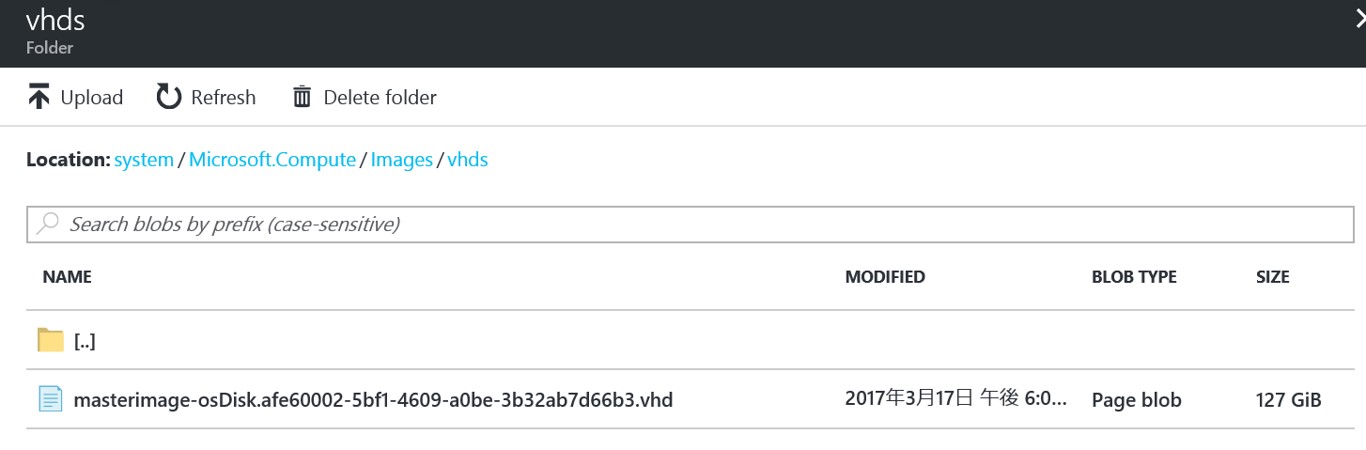 vhds
Folder
Upload Refresh Delete folder
Location: system / Microsoft.Compute / Images / vhds
Search blobs by prefix (case-sensitive)
NAME MODIFIED BLOB TYPE SIZE
[..]
masterimage-osDisk.afe60002-5bf1-4609-a0be-3b32ab7d66b3.vhd 2017年3月17日 午後 6:0... Page blob 127 GiB